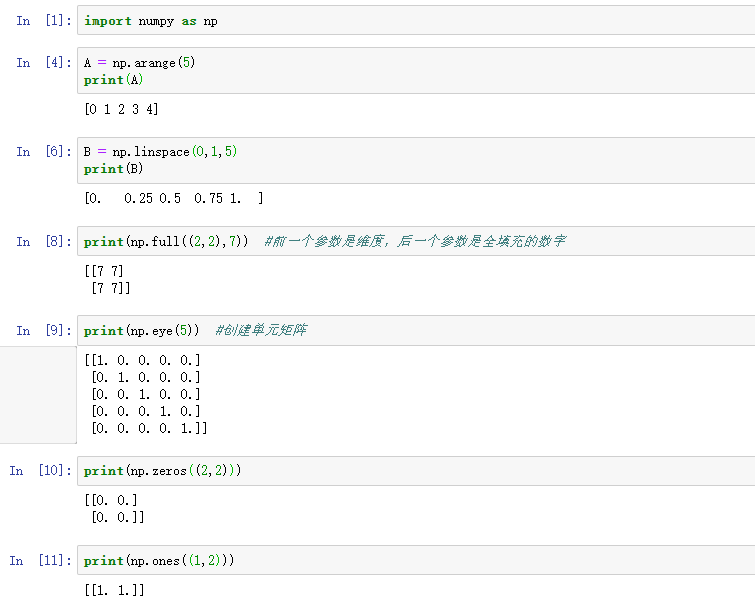 In [1]: import numpy as np
In [4]: A = np.arange(5)
print(A)
[0 1 2 3 4]
In [6]: B = np.linspace(0,1,5)
print(B)
[0.   0.25 0.5  0.75 1.  ]
In [8]: print(np.full((2,2),7))  #前一个参数是维度，后一个参数是全填充的数字
[[7 7]
 [7 7]]
In [9]: print(np.eye(5))  #创建单元矩阵
[[1. 0. 0. 0. 0.]
 [0. 1. 0. 0. 0.]
 [0. 0. 1. 0. 0.]
 [0. 0. 0. 1. 0.]
 [0. 0. 0. 0. 1.]]
In [10]: print(np.zeros((2,2)))
[[0. 0.]
 [0. 0.]]
In [11]: print(np.ones((1,2)))
[[1. 1.]]